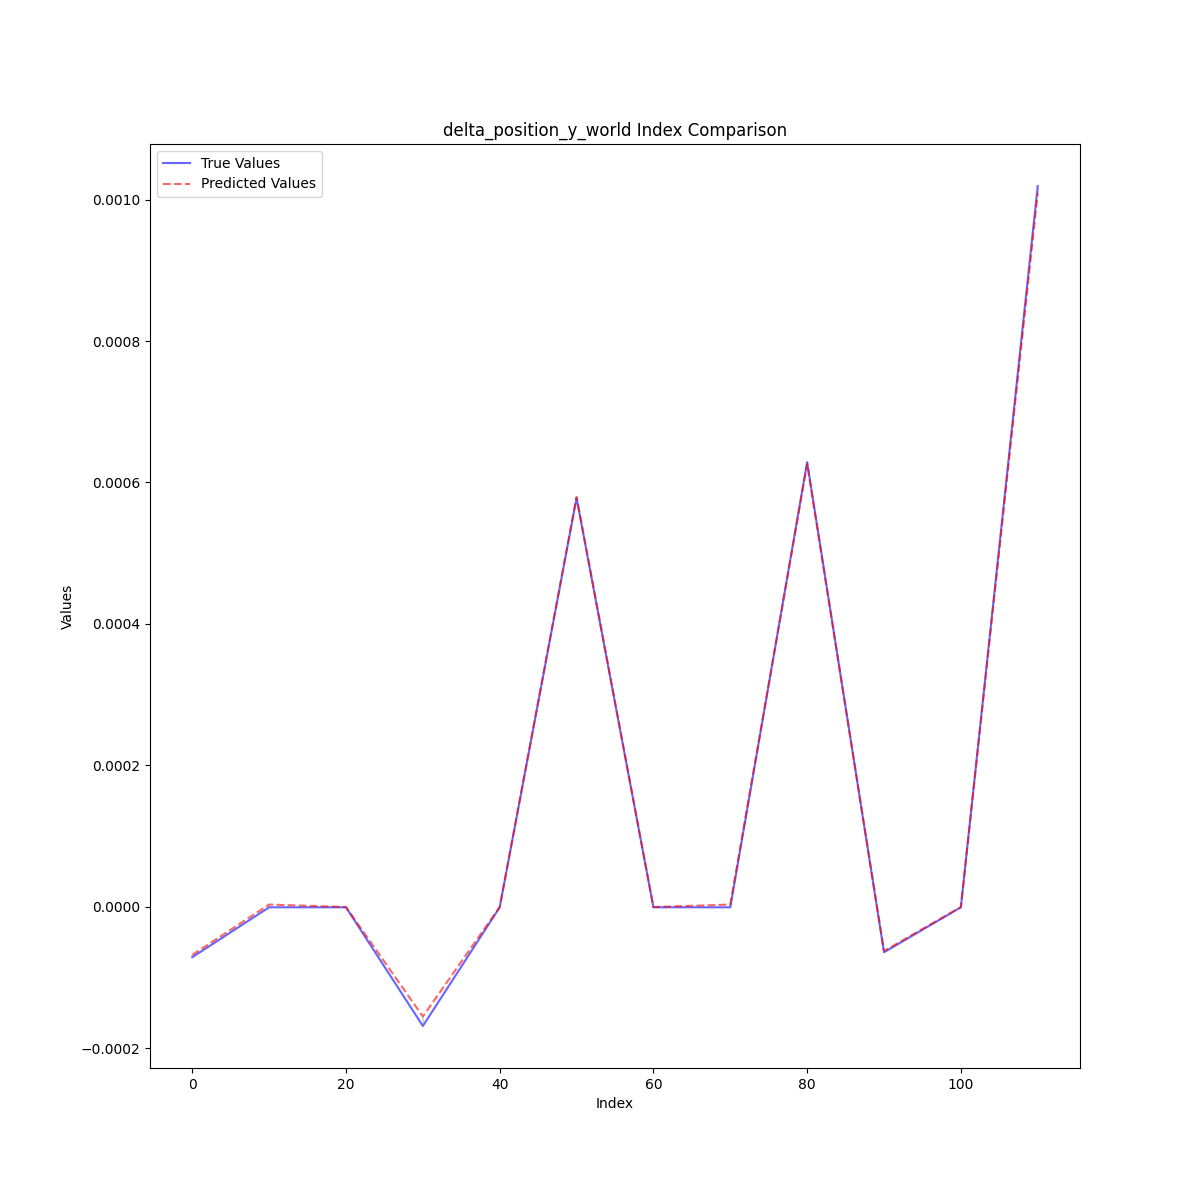 delta_position_y_world Index Comparison
True Values
Predicted Values
0.0010
0.0008
0.0006
0.0004
0.0002
0.0000
−0.0002
Values
0 20 40 60 80 100
Index